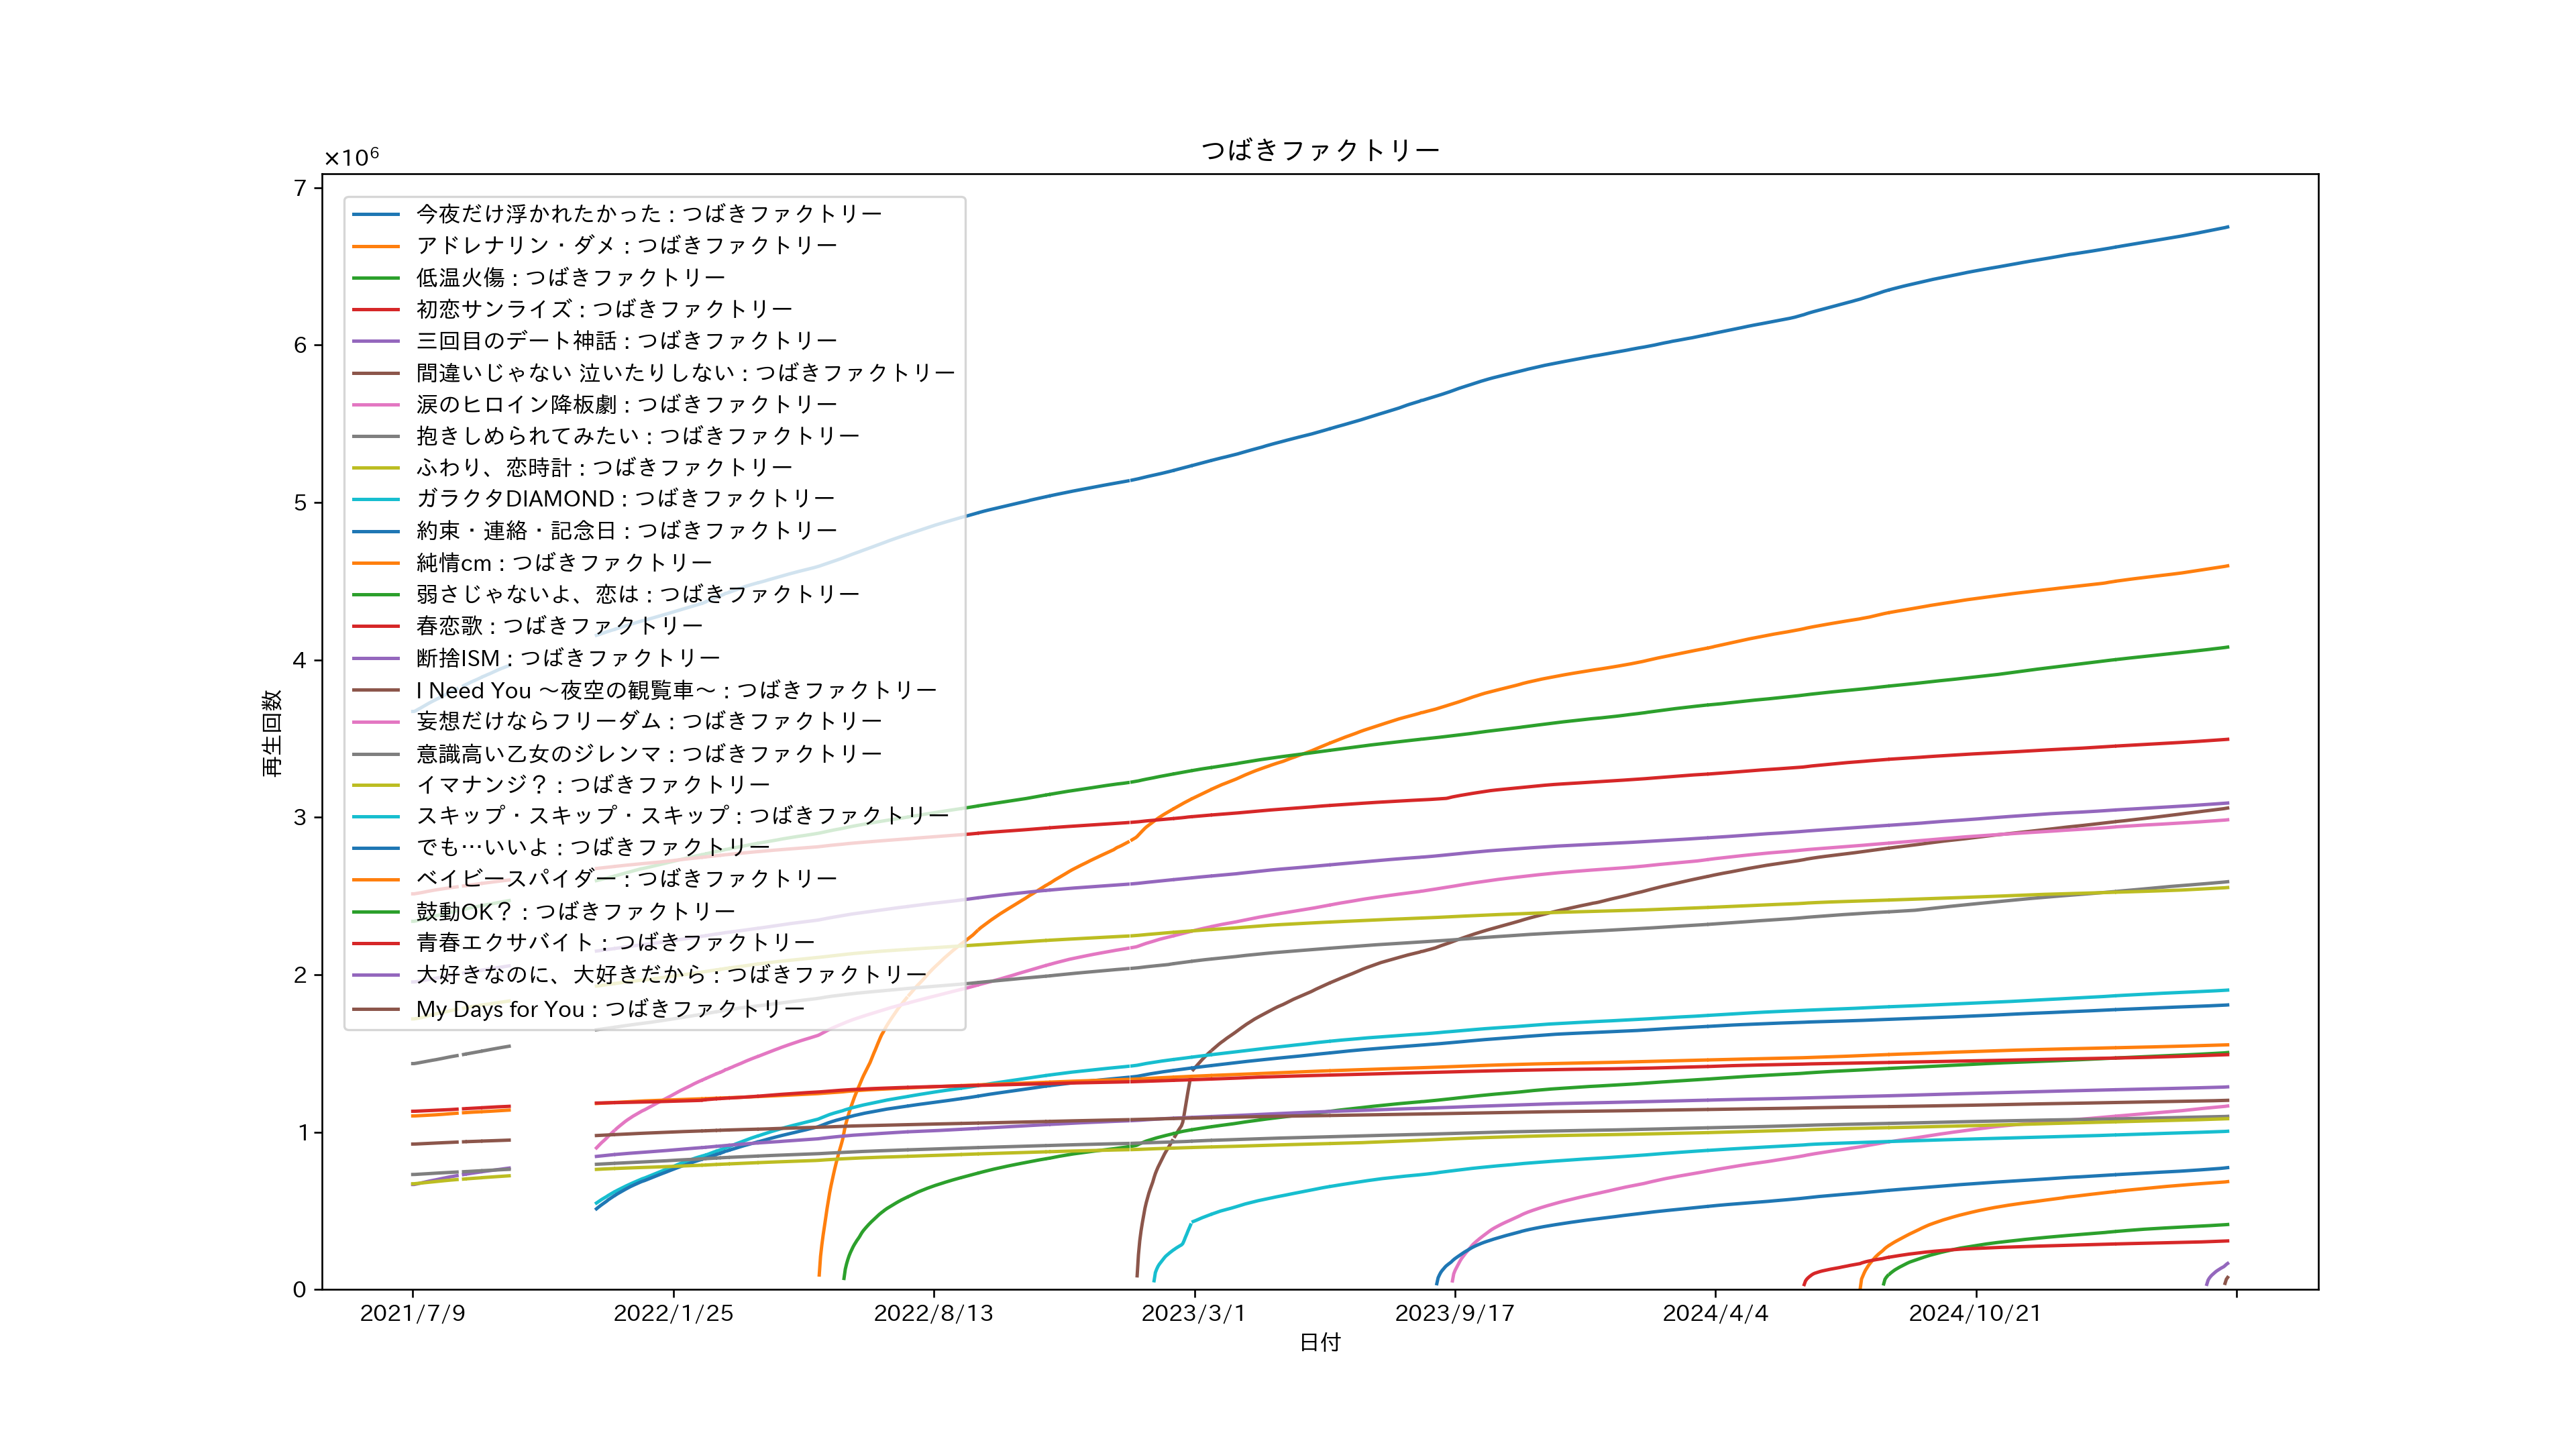 つばきファクトリー
×10⁶
7
6
5
4
3
2
1
0
再生回数
今夜だけ浮かれたかった : つばきファクトリー
アドレナリン・ダメ : つばきファクトリー
低温火傷 : つばきファクトリー
初恋サンライズ : つばきファクトリー
三回目のデート神話 : つばきファクトリー
間違いじゃない 泣いたりしない : つばきファクトリー
涙のヒロイン降板劇 : つばきファクトリー
抱きしめられてみたい : つばきファクトリー
ふわり、恋時計 : つばきファクトリー
ガラクタDIAMOND : つばきファクトリー
約束・連絡・記念日 : つばきファクトリー
純情cm : つばきファクトリー
弱さじゃないよ、恋は : つばきファクトリー
春恋歌 : つばきファクトリー
断捨ISM : つばきファクトリー
I Need You ～夜空の観覧車～ : つばきファクトリー
妄想だけならフリーダム : つばきファクトリー
意識高い乙女のジレンマ : つばきファクトリー
イマナンジ？ : つばきファクトリー
スキップ・スキップ・スキップ : つばきファクトリー
でも…いいよ : つばきファクトリー
ベイビースパイダー : つばきファクトリー
鼓動OK？ : つばきファクトリー
青春エクサバイト : つばきファクトリー
大好きなのに、大好きだから : つばきファクトリー
My Days for You : つばきファクトリー
2021/7/9 2022/1/25 2022/8/13 2023/3/1 2023/9/17 2024/4/4 2024/10/21
日付